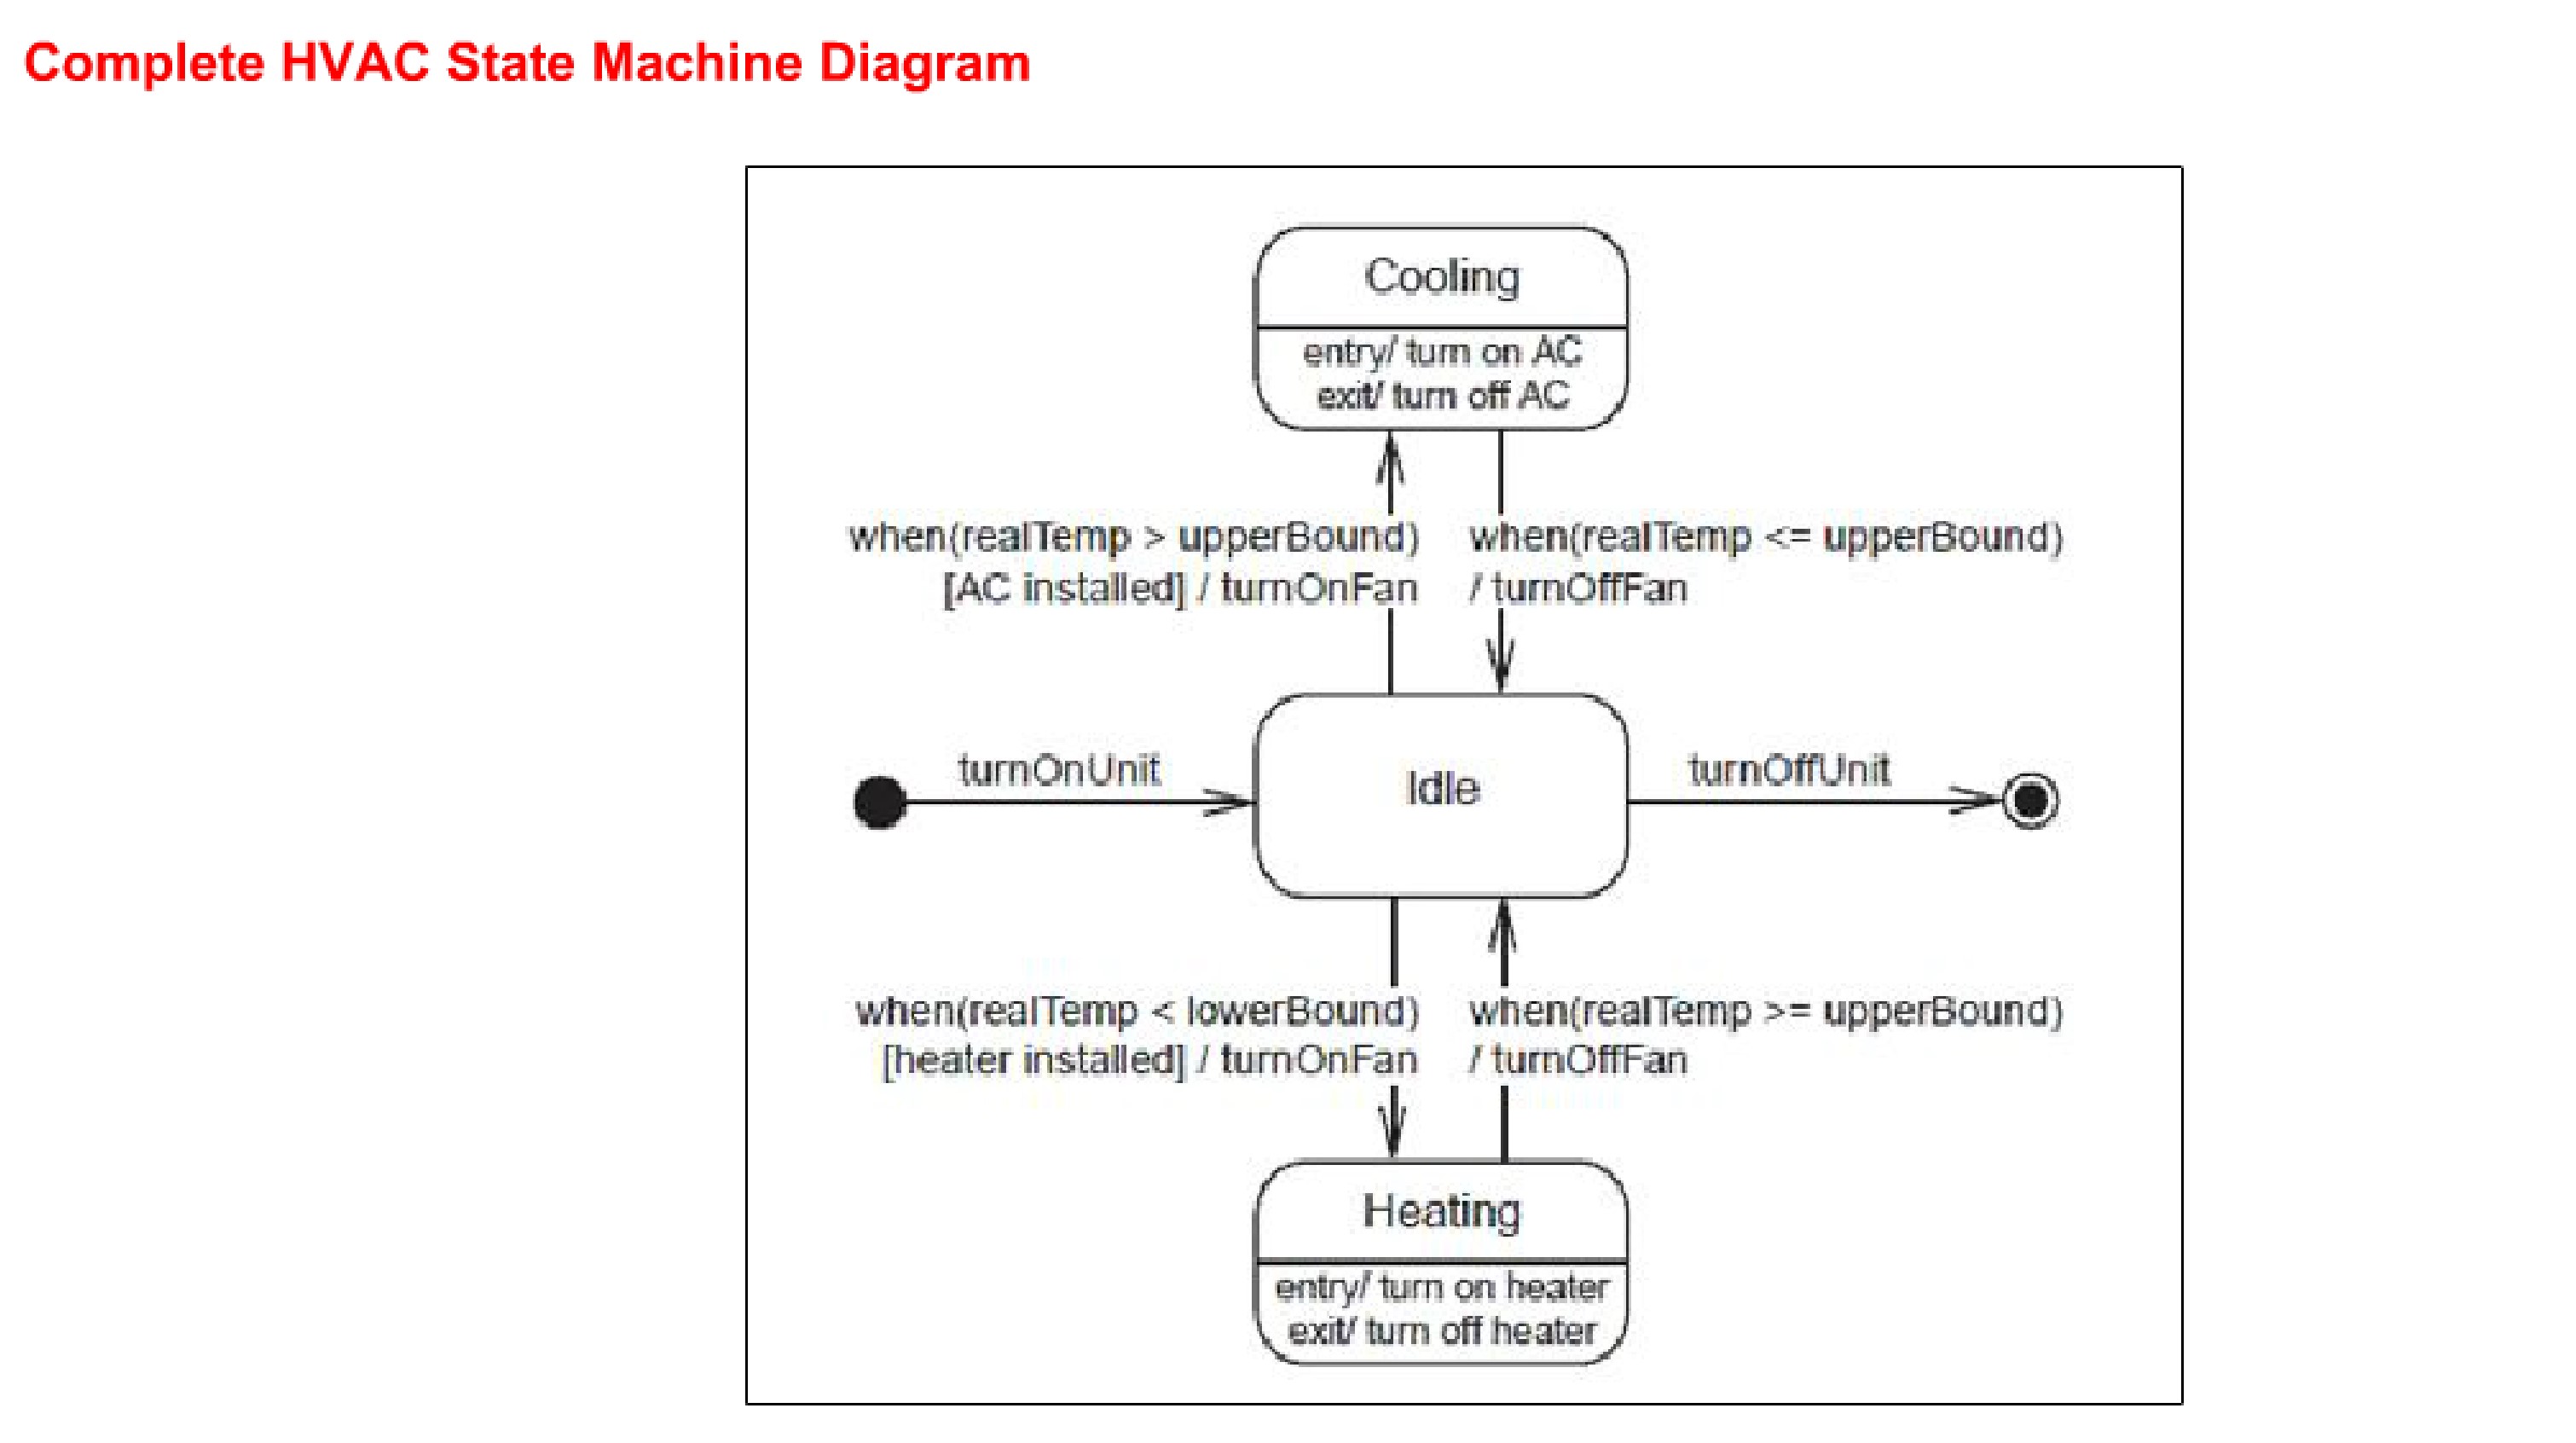 Complete HVAC State Machine Diagram
Cooling
entry/ turn on AC
exit/ turn off AC
when(realTemp > upperBound)
[AC installed] / turnOnFan
when(realTemp <= upperBound)
/ turnOffFan
turnOnUnit
Idle
turnOffUnit
when(realTemp < lowerBound)
[heater installed] / turnOnFan
when(realTemp >= upperBound)
/ turnOffFan
Heating
entry/ turn on heater
exit/ turn off heater